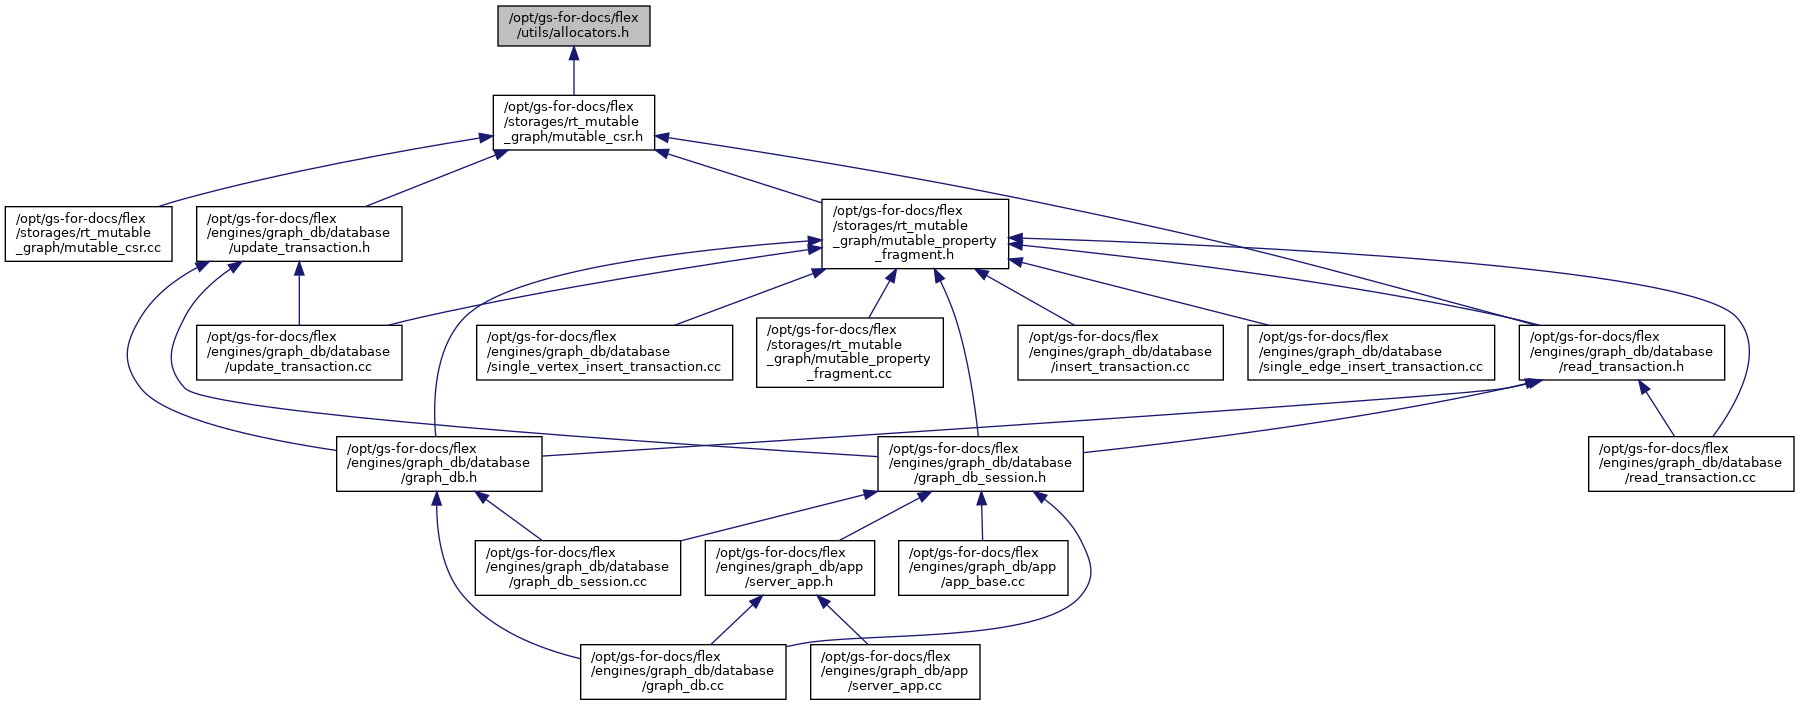 /opt/gs-for-docs/flex
/utils/allocators.h
/opt/gs-for-docs/flex
/storages/rt_mutable
_graph/mutable_csr.h
/opt/gs-for-docs/flex
/storages/rt_mutable
_graph/mutable_csr.cc
/opt/gs-for-docs/flex
/engines/graph_db/database
/update_transaction.h
/opt/gs-for-docs/flex
/storages/rt_mutable
_graph/mutable_property
_fragment.h
/opt/gs-for-docs/flex
/engines/graph_db/database
/update_transaction.cc
/opt/gs-for-docs/flex
/engines/graph_db/database
/single_vertex_insert_transaction.cc
/opt/gs-for-docs/flex
/storages/rt_mutable
_graph/mutable_property
_fragment.cc
/opt/gs-for-docs/flex
/engines/graph_db/database
/insert_transaction.cc
/opt/gs-for-docs/flex
/engines/graph_db/database
/single_edge_insert_transaction.cc
/opt/gs-for-docs/flex
/engines/graph_db/database
/read_transaction.h
/opt/gs-for-docs/flex
/engines/graph_db/database
/graph_db.h
/opt/gs-for-docs/flex
/engines/graph_db/database
/graph_db_session.h
/opt/gs-for-docs/flex
/engines/graph_db/database
/read_transaction.cc
/opt/gs-for-docs/flex
/engines/graph_db/database
/graph_db_session.cc
/opt/gs-for-docs/flex
/engines/graph_db/app
/server_app.h
/opt/gs-for-docs/flex
/engines/graph_db/app
/app_base.cc
/opt/gs-for-docs/flex
/engines/graph_db/database
/graph_db.cc
/opt/gs-for-docs/flex
/engines/graph_db/app
/server_app.cc